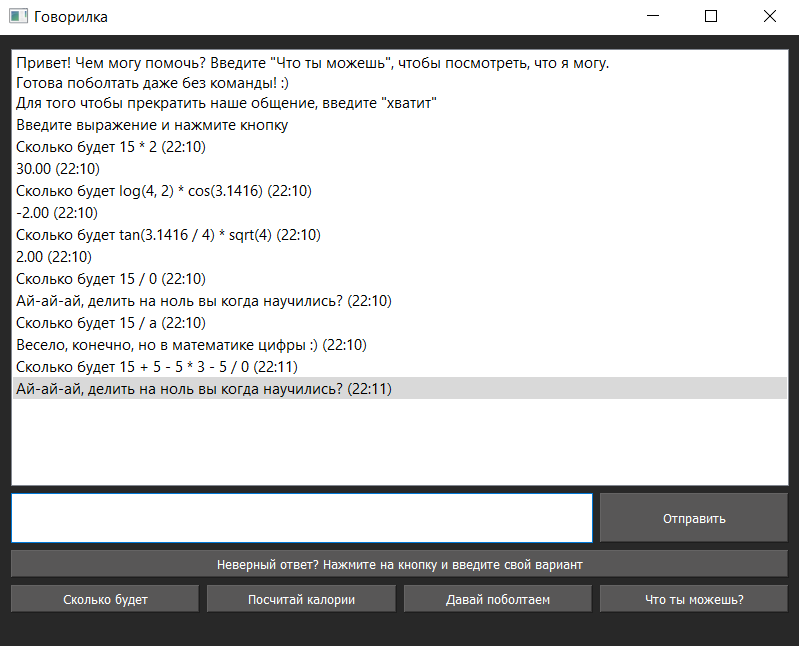 Говорилка
Привет! Чем могу помочь? Введите "Что ты можешь", чтобы посмотреть, что я могу.
Готова поболтать даже без команды! :)
Для того чтобы прекратить наше общение, введите "хватит"
Введите выражение и нажмите кнопку
Сколько будет 15 * 2 (22:10)
30.00 (22:10)
Сколько будет log(4, 2) * cos(3.1416) (22:10)
-2.00 (22:10)
Сколько будет tan(3.1416 / 4) * sqrt(4) (22:10)
2.00 (22:10)
Сколько будет 15 / 0 (22:10)
Ай-ай-ай, делить на ноль вы когда научились? (22:10)
Сколько будет 15 / a (22:10)
Весело, конечно, но в математике цифры :) (22:10)
Сколько будет 15 + 5 - 5 * 3 - 5 / 0 (22:11)
Ай-ай-ай, делить на ноль вы когда научились? (22:11)
Отправить
Неверный ответ? Нажмите на кнопку и введите свой вариант
Сколько будет
Посчитай калории
Давай поболтаем
Что ты можешь?